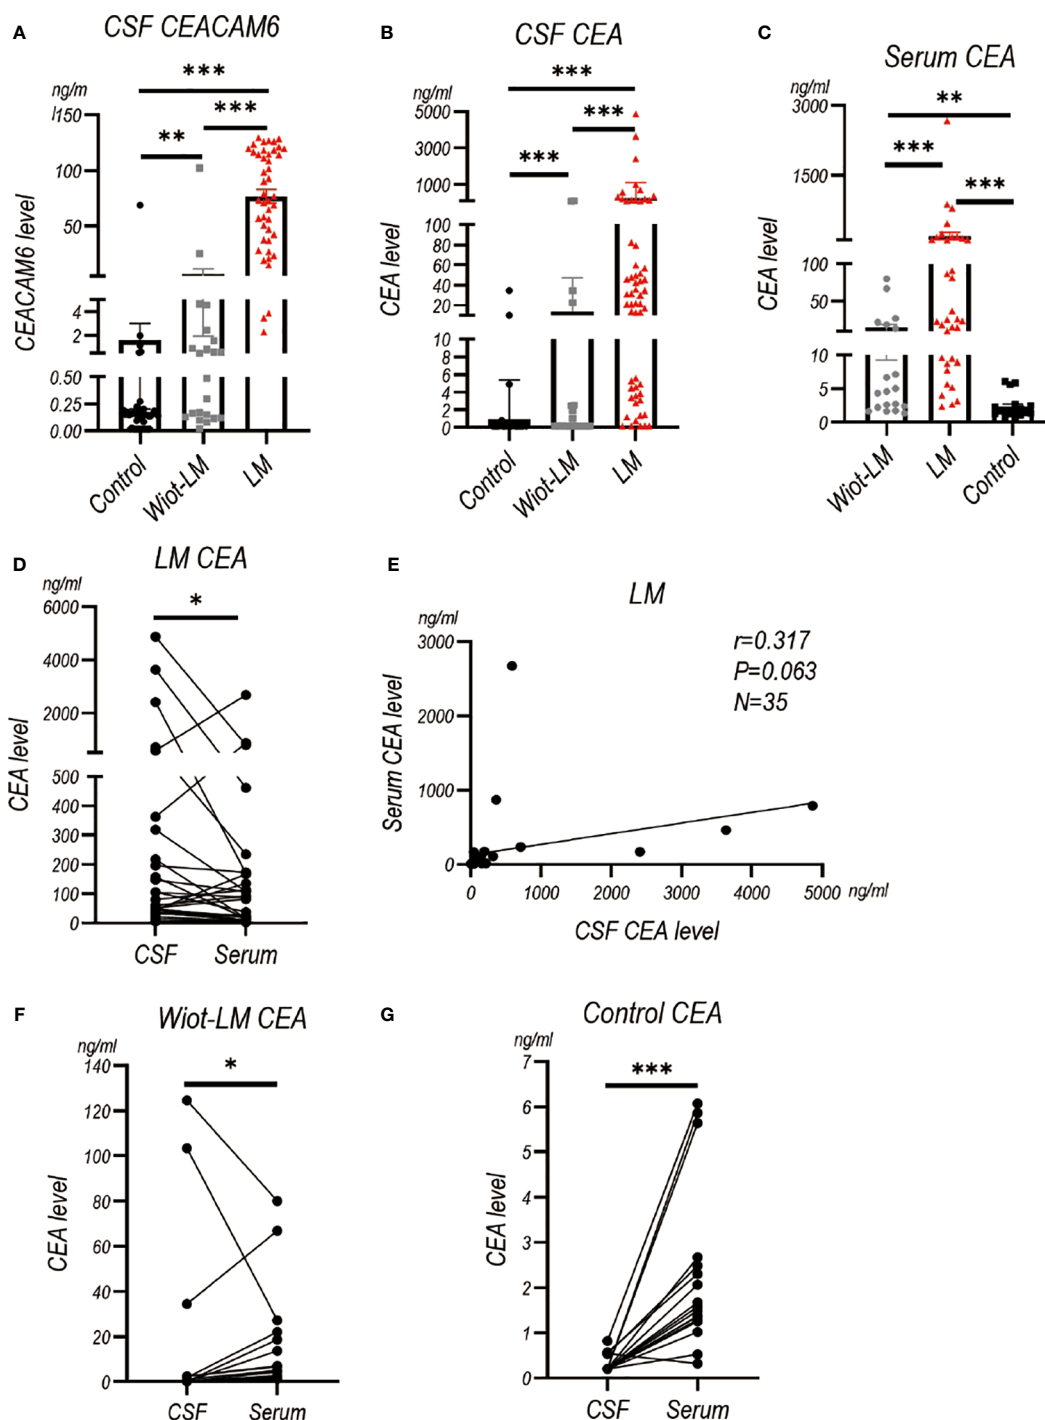 A
CSF CEACAM6
ng/m
l150
100
50
4
2
0.50
0.25
0.00
CEACAM6 level
***
**
***
Control
Wiot-LM
LM
B
CSF CEA
ng/ml
5000
3000
1000
100
80
60
40
20
10
8
6
4
2
0
CEA level
***
***
***
Control
Wiot-LM
LM
C
Serum CEA
ng/ml
3000
1500
100
50
10
5
0
CEA level
**
***
***
Wiot-LM
LM
Control
D
LM CEA
ng/ml
6000
4000
2000
500
400
300
200
100
0
CEA level
*
CSF
Serum
E
LM
ng/ml
3000
2000
1000
0
Serum CEA level
r=0.317
P=0.063
N=35
0 1000 2000 3000 4000 5000 ng/ml
CSF CEA level
F
Wiot-LM CEA
ng/ml
140
120
100
80
60
40
20
0
CEA level
*
CSF
Serum
G
Control CEA
ng/ml
7
6
5
4
3
2
1
0
CEA level
***
CSF
Serum